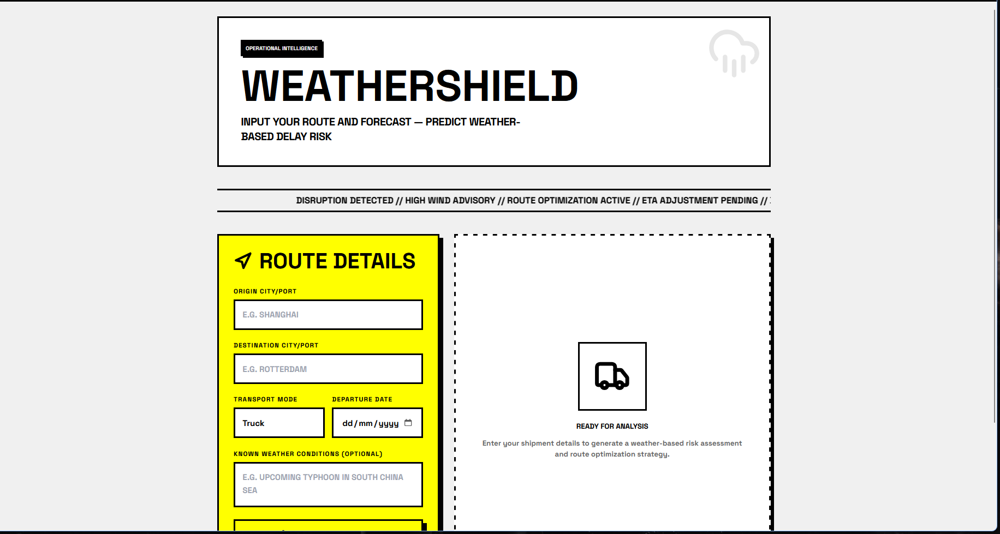 OPERATIONAL INTELLIGENCE
WEATHERSHIELD
INPUT YOUR ROUTE AND FORECAST — PREDICT WEATHER-
BASED DELAY RISK
DISRUPTION DETECTED // HIGH WIND ADVISORY // ROUTE OPTIMIZATION ACTIVE // ETA ADJUSTMENT PENDING //
ROUTE DETAILS
ORIGIN CITY/PORT
E.G. SHANGHAI
DESTINATION CITY/PORT
E.G. ROTTERDAM
TRANSPORT MODE
Truck
DEPARTURE DATE
dd/mm/yyyy
KNOWN WEATHER CONDITIONS (OPTIONAL)
E.G. UPCOMING TYPHOON IN SOUTH CHINA
SEA
READY FOR ANALYSIS
Enter your shipment details to generate a weather-based risk assessment
and route optimization strategy.